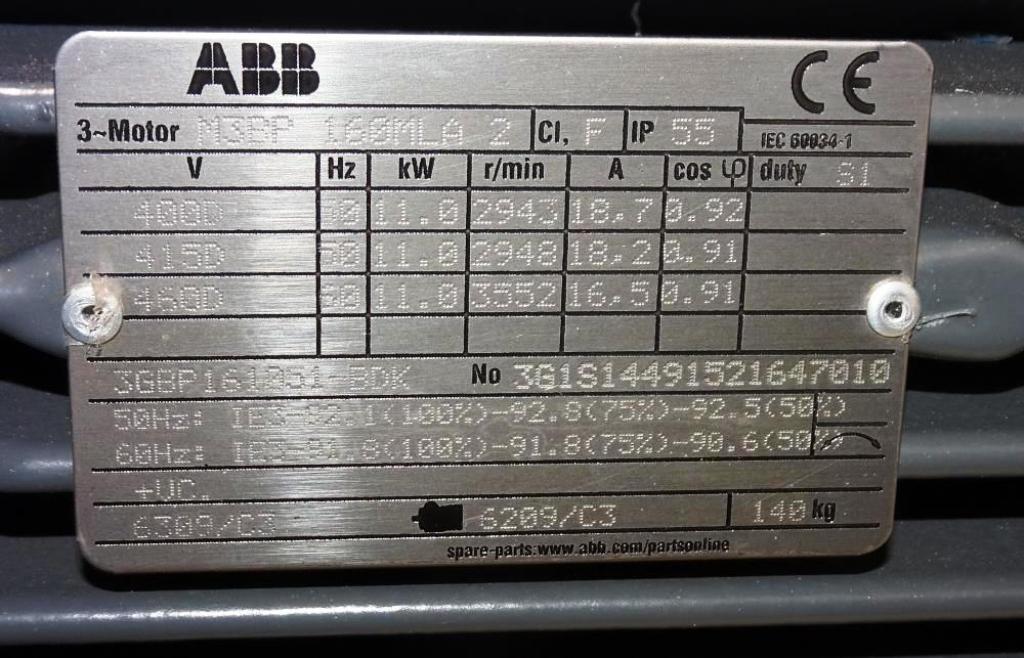 ABB CE
3~Motor M3BP 160MLA 2 Cl, F IP 55 IEC 60034-1
V Hz kW r/min A cos φ duty S1
400D 50 11.0 2943 18.7 0.92
415D 50 11.0 2948 18.2 0.91
460D 60 11.0 3552 16.5 0.91
3GBP161051-BDK No 3G1S14491521647010
50Hz: IE3-92.1(100%)-92.8(75%)-92.5(50%)
60Hz: IE3-91.8(100%)-91.8(75%)-90.6(50%)
+VC.
6309/C3 6209/C3 140 kg
spare-parts:www.abb.com/partsonline